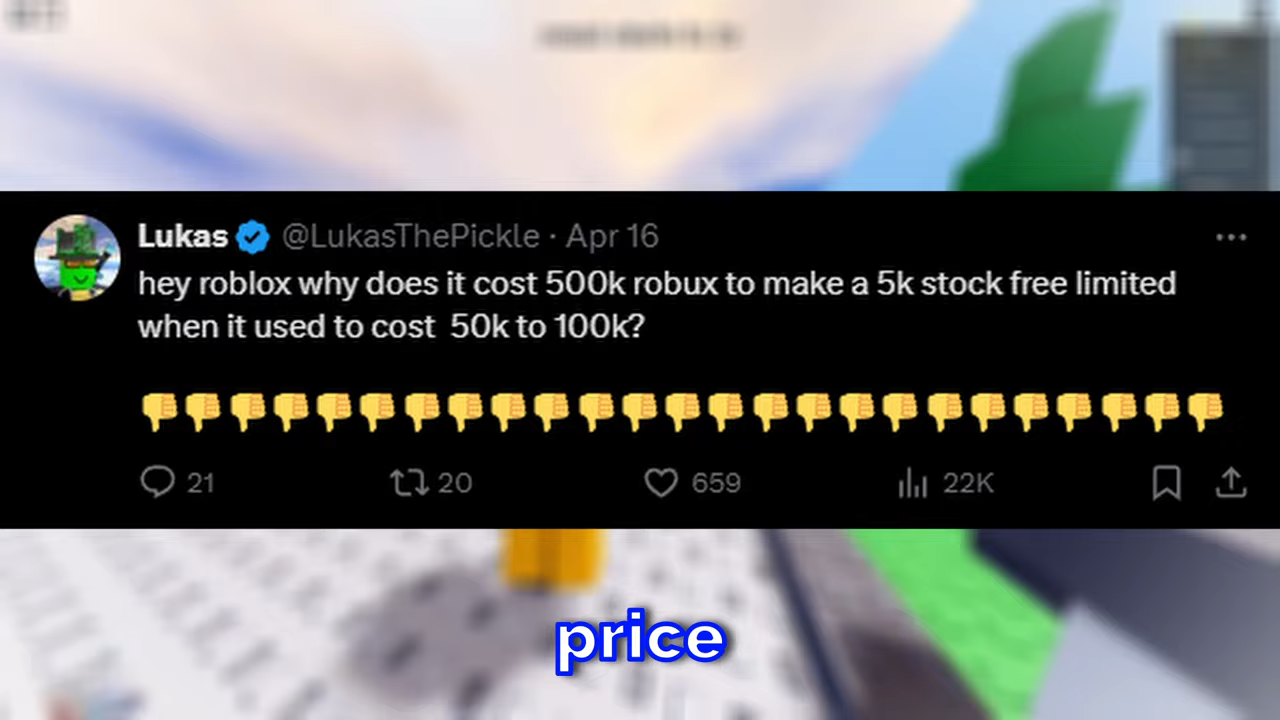 Lukas @LukasThePickle · Apr 16
hey roblox why does it cost 500k robux to make a 5k stock free limited
when it used to cost  50k to 100k?
👎👎👎👎👎👎👎👎👎👎👎👎👎👎👎👎👎👎👎👎👎👎👎👎👎
21 20 659 22K
price